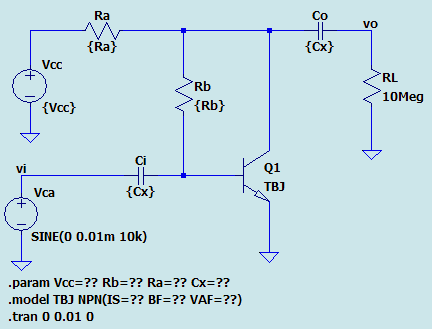 Ra
{Ra}
Co
{Cx}
vo
Vcc
{Vcc}
Rb
{Rb}
RL
10Meg
vi
Ci
{Cx}
Q1
TBJ
Vca
SINE(0 0.01m 10k)
.param Vcc=?? Rb=?? Ra=?? Cx=??
.model TBJ NPN(IS=?? BF=?? VAF=??)
.tran 0 0.01 0